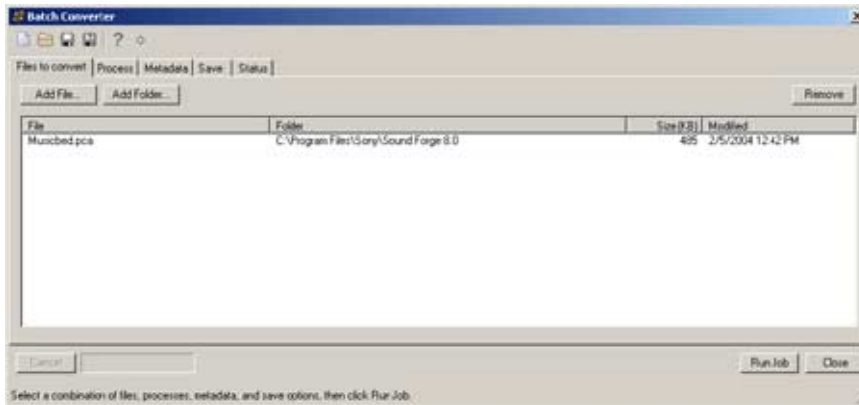 Batch Converter
Files to convert Process Metadata Save Status
Add File... Add Folder... Remove
File Folder Size (KB) Modified
Musicbed.pca C:\Program Files\Sony\Sound Forge 8.0 485 2/5/2004 12:42 PM
Cancel Run Job Close
Select a combination of files, processes, metadata, and save options, then click Run Job.